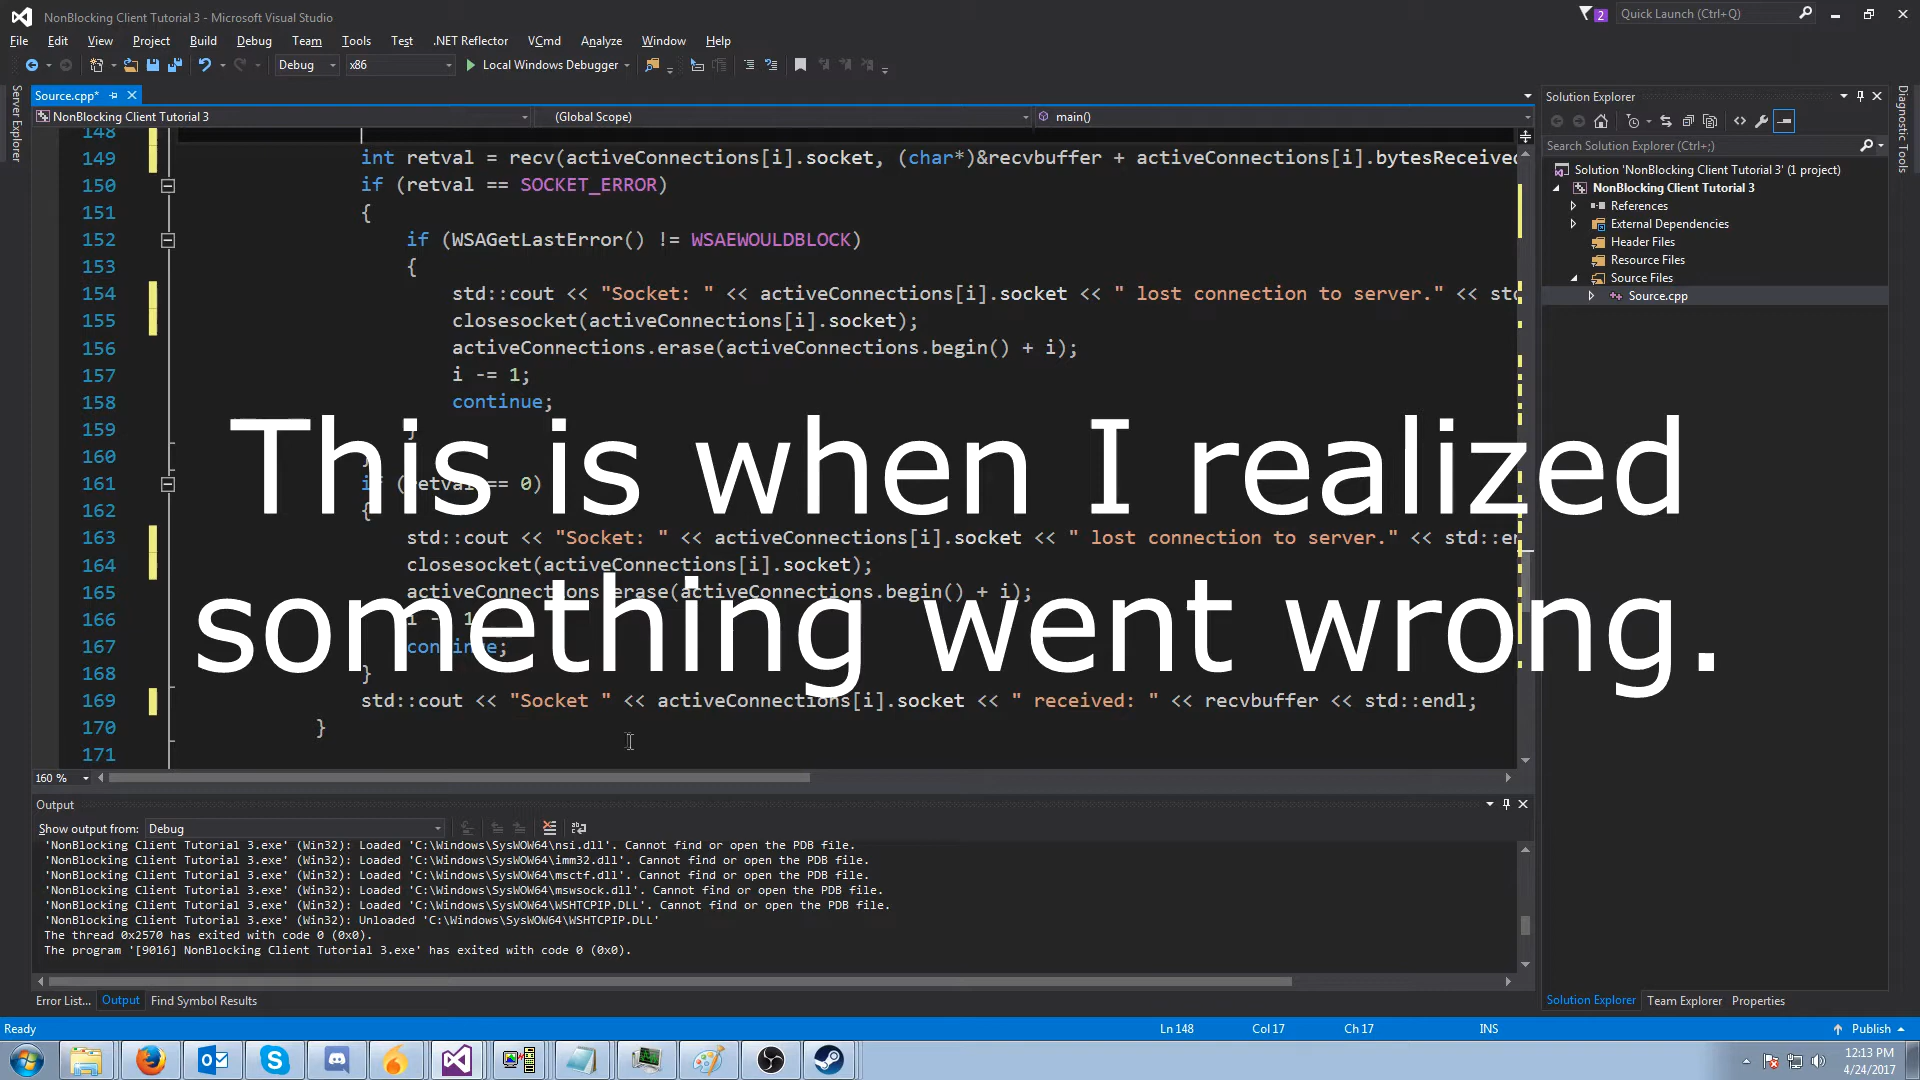 NonBlocking Client Tutorial 3 - Microsoft Visual Studio
2
Quick Launch (Ctrl+Q)
File Edit View Project Build Debug Team Tools Test .NET Reflector VCmd Analyze Window Help
Debug x86 Local Windows Debugger
Server Explorer
Source.cpp*
NonBlocking Client Tutorial 3 (Global Scope) main()
148
149 int retval = recv(activeConnections[i].socket, (char*)&recvbuffer + activeConnections[i].bytesReceived
150 if (retval == SOCKET_ERROR)
151 {
152 if (WSAGetLastError() != WSAEWOULDBLOCK)
153 {
154 std::cout << "Socket: " << activeConnections[i].socket << " lost connection to server." << std
155 closesocket(activeConnections[i].socket);
156 activeConnections.erase(activeConnections.begin() + i);
157 i -= 1;
158 continue;
159 }
160
161 if (retval == 0)
162 {
163 std::cout << "Socket: " << activeConnections[i].socket << " lost connection to server." << std::en
164 closesocket(activeConnections[i].socket);
165 activeConnections.erase(activeConnections.begin() + i);
166 i -= 1
167 continue;
168 }
169 std::cout << "Socket " << activeConnections[i].socket << " received: " << recvbuffer << std::endl;
170 }
171
This is when I realized
something went wrong.
160 %
Output
Show output from: Debug
'NonBlocking Client Tutorial 3.exe' (Win32): Loaded 'C:\Windows\SysWOW64\nsi.dll'. Cannot find or open the PDB file.
'NonBlocking Client Tutorial 3.exe' (Win32): Loaded 'C:\Windows\SysWOW64\imm32.dll'. Cannot find or open the PDB file.
'NonBlocking Client Tutorial 3.exe' (Win32): Loaded 'C:\Windows\SysWOW64\msctf.dll'. Cannot find or open the PDB file.
'NonBlocking Client Tutorial 3.exe' (Win32): Loaded 'C:\Windows\SysWOW64\mswsock.dll'. Cannot find or open the PDB file.
'NonBlocking Client Tutorial 3.exe' (Win32): Loaded 'C:\Windows\SysWOW64\WSHTCPIP.DLL'. Cannot find or open the PDB file.
'NonBlocking Client Tutorial 3.exe' (Win32): Unloaded 'C:\Windows\SysWOW64\WSHTCPIP.DLL'
The thread 0x2570 has exited with code 0 (0x0).
The program '[9016] NonBlocking Client Tutorial 3.exe' has exited with code 0 (0x0).
Error List... Output Find Symbol Results
Solution Explorer
Search Solution Explorer (Ctrl+;)
Solution 'NonBlocking Client Tutorial 3' (1 project)
NonBlocking Client Tutorial 3
References
External Dependencies
Header Files
Resource Files
Source Files
Source.cpp
Solution Explorer Team Explorer Properties
Diagnostic Tools
Ready Ln 148 Col 17 Ch 17 INS Publish
12:13 PM
4/24/2017